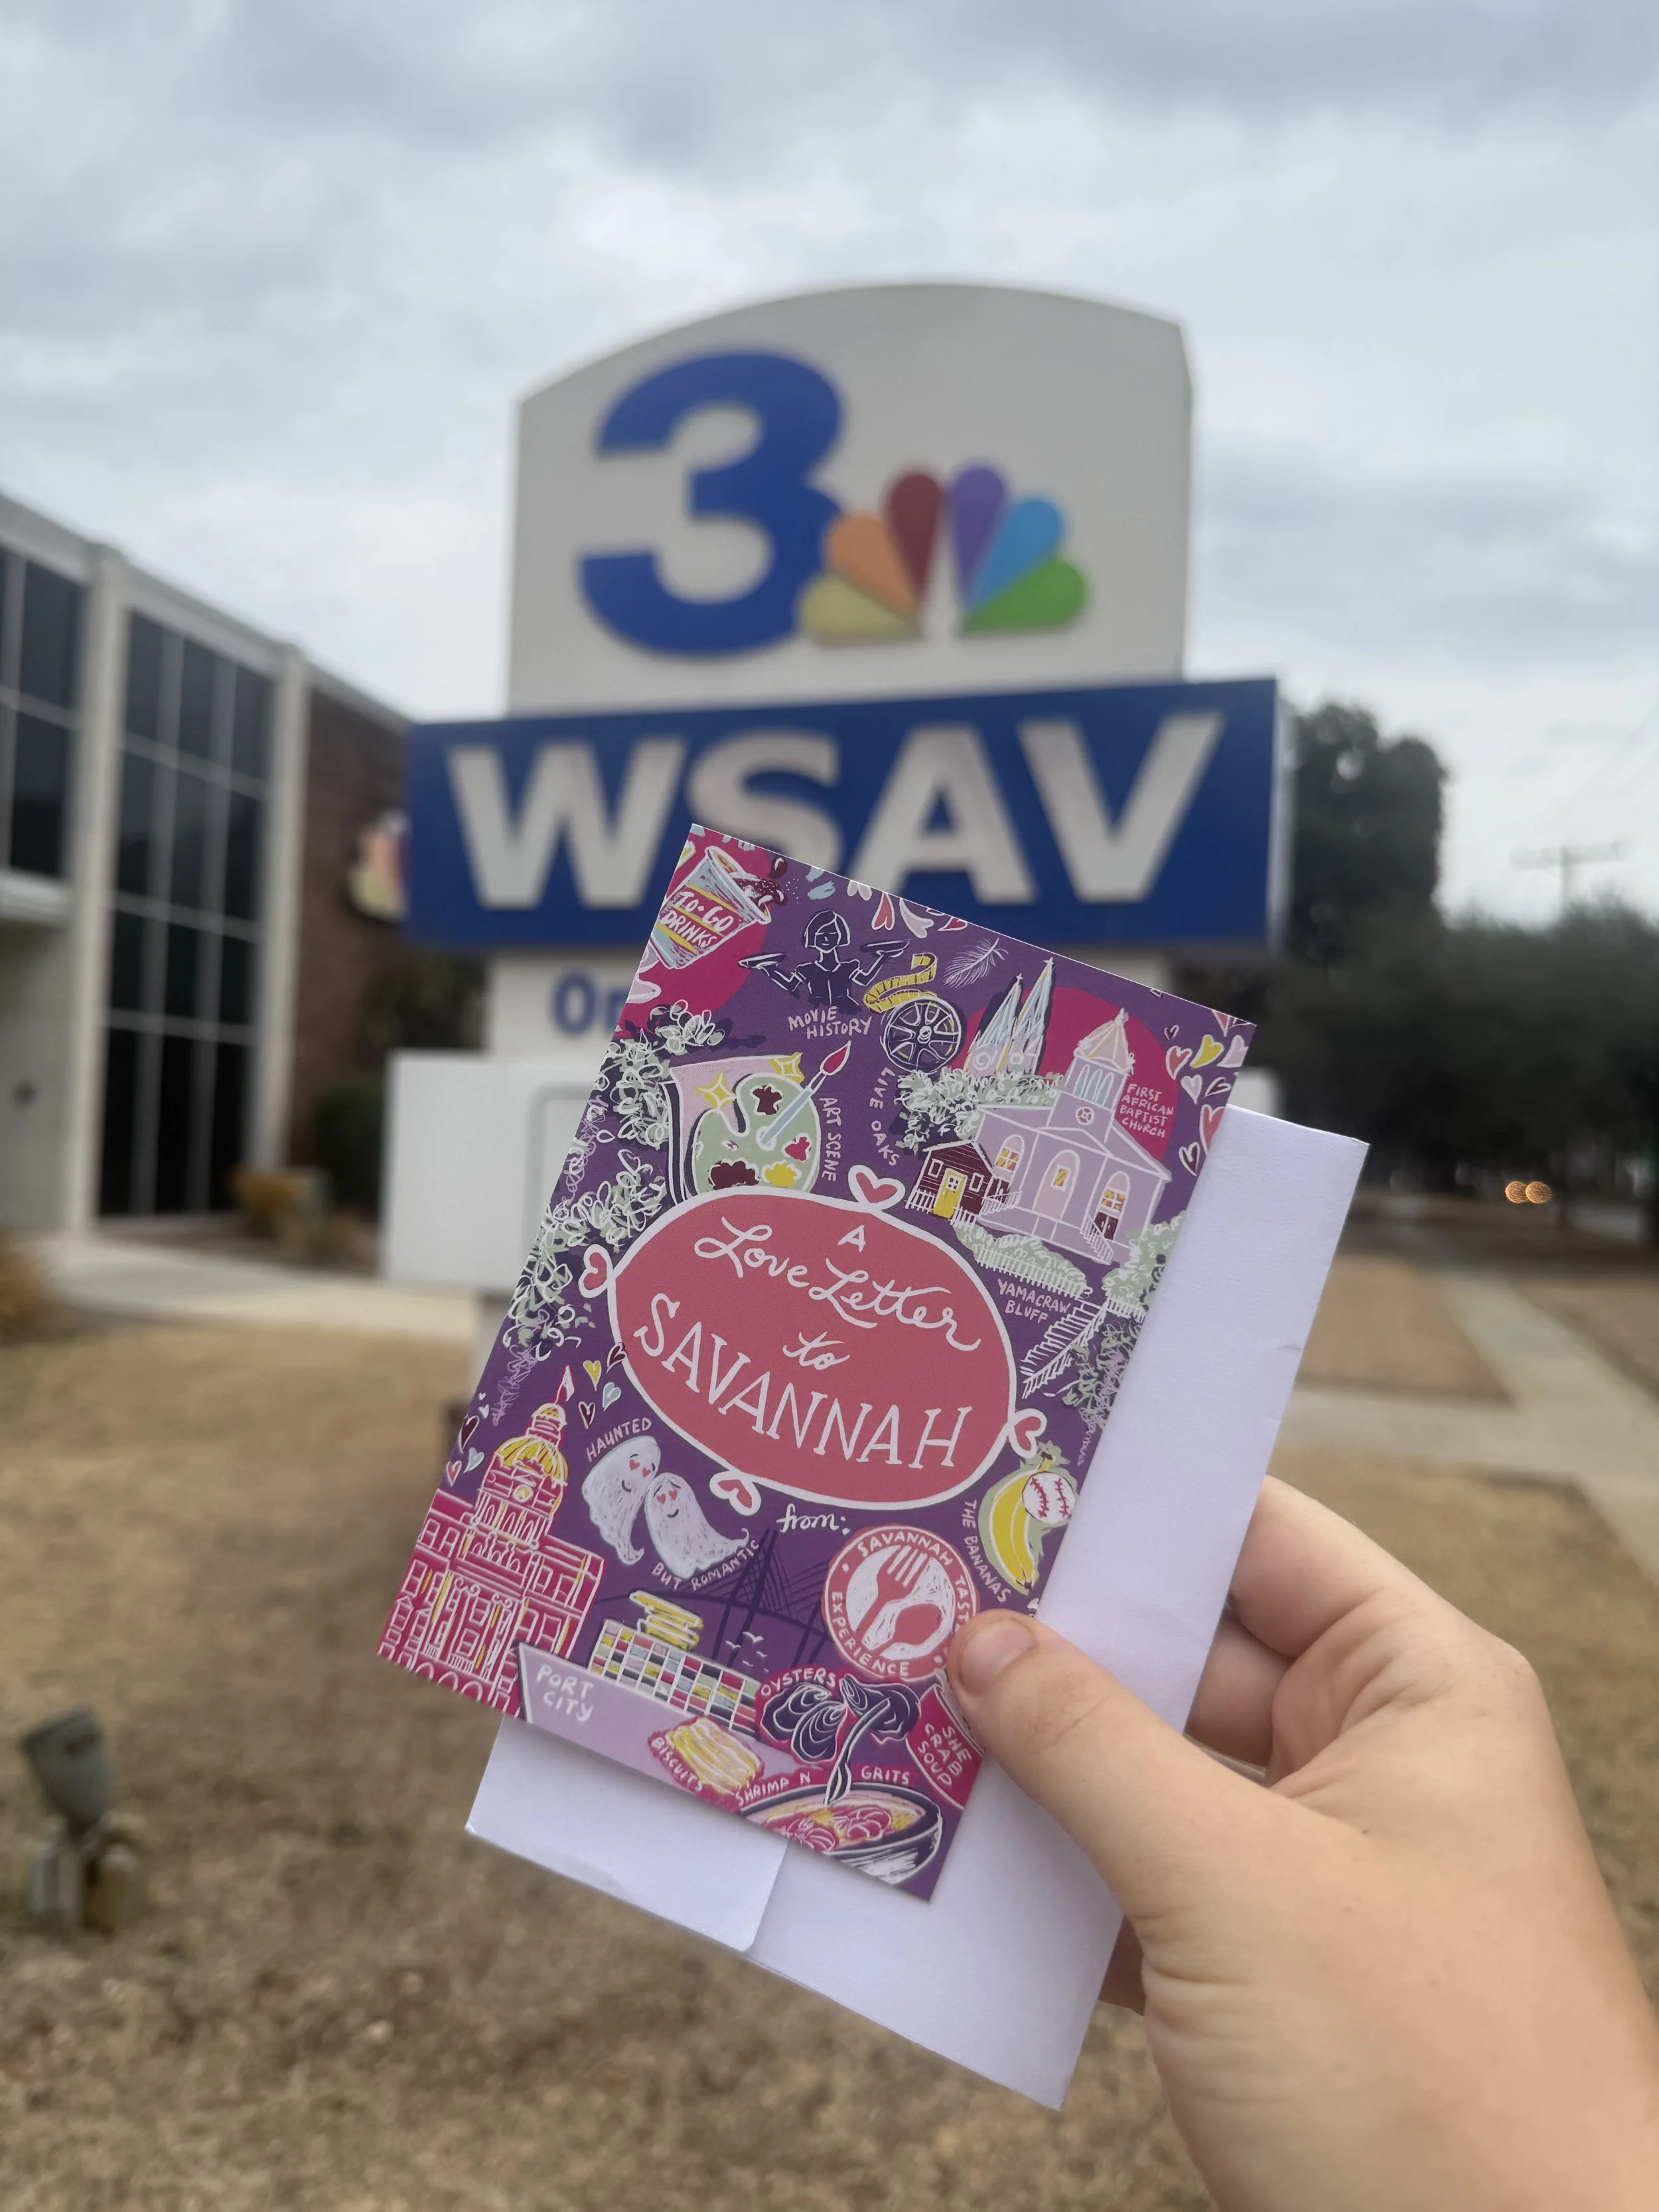 3
WSAV
TO-GO
DRINKS
MOVIE
HISTORY
ART SCENE
LIVE OAKS
FIRST
AFRICAN
BAPTIST
CHURCH
YAMACRAW
BLUFF
A
Love Letter
to
SAVANNAH
from:
HAUNTED
BUT ROMANTIC
THE BANANAS
SAVANNAH TASTE
EXPERIENCE
PORT
CITY
OYSTERS
BISCUITS
SHRIMP N GRITS
SHE
CRAB
SOUP